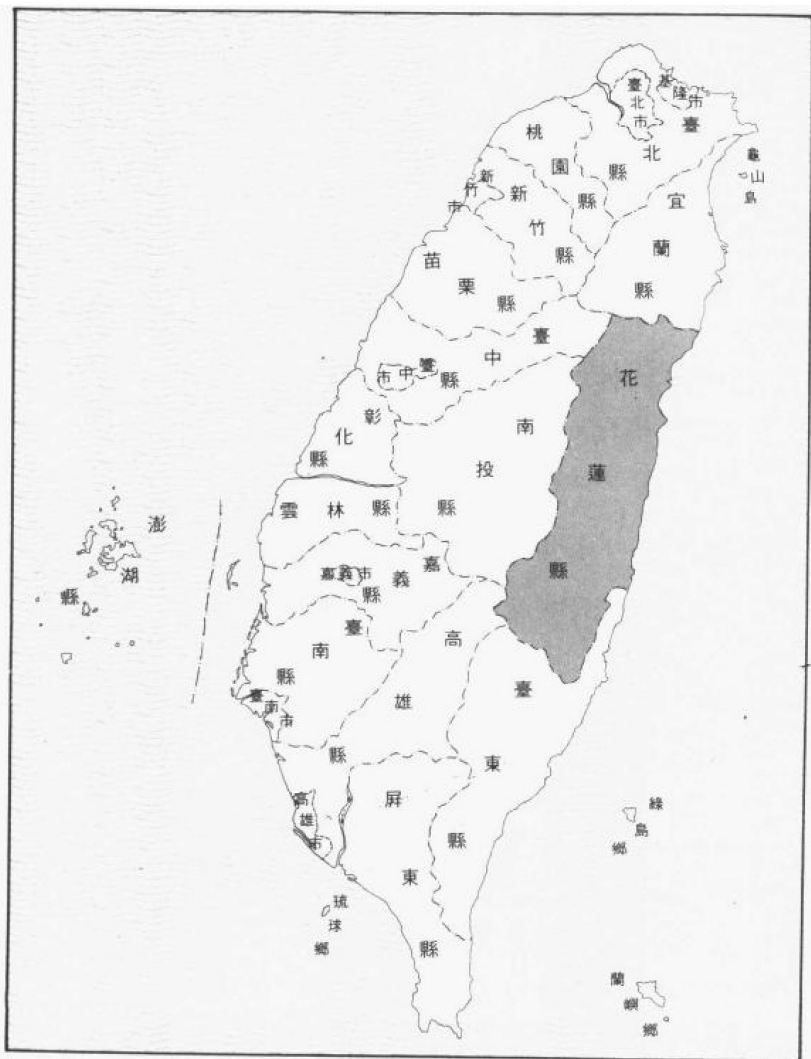 臺北市
基隆市
臺北縣
桃園縣
龜山島
新竹市
新竹縣
宜蘭縣
苗栗縣
臺中縣
臺中市
花蓮縣
彰化縣
南投縣
雲林縣
澎湖縣
嘉義市
嘉義縣
臺南縣
臺南市
高雄縣
臺東縣
高雄市
屏東縣
綠島鄉
琉球鄉
蘭嶼鄉